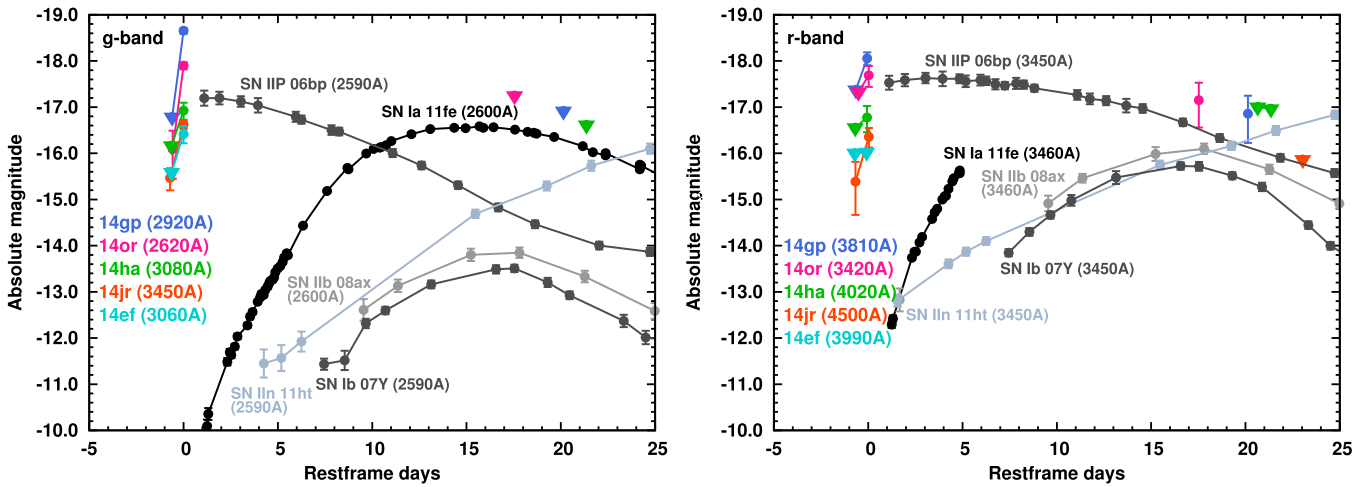 g-band
-19.0
-18.0
-17.0
-16.0
-15.0
-14.0
-13.0
-12.0
-11.0
-10.0
Absolute magnitude
SN IIP 06bp (2590A)
SN Ia 11fe (2600A)
14gp (2920A)
14or (2620A)
14ha (3080A)
14jr (3450A)
14ef (3060A)
SN IIb 08ax
(2600A)
SN IIn 11ht
(2590A)
SN Ib 07Y (2590A)
-5
0
5
10
15
20
25
Restframe days
r-band
-19.0
-18.0
-17.0
-16.0
-15.0
-14.0
-13.0
-12.0
-11.0
-10.0
Absolute magnitude
SN IIP 06bp (3450A)
SN Ia 11fe (3460A)
SN IIb 08ax
(3460A)
14gp (3810A)
14or (3420A)
14ha (4020A)
14jr (4500A)
14ef (3990A)
SN Ib 07Y (3450A)
SN IIn 11ht (3450A)
-5
0
5
10
15
20
25
Restframe days